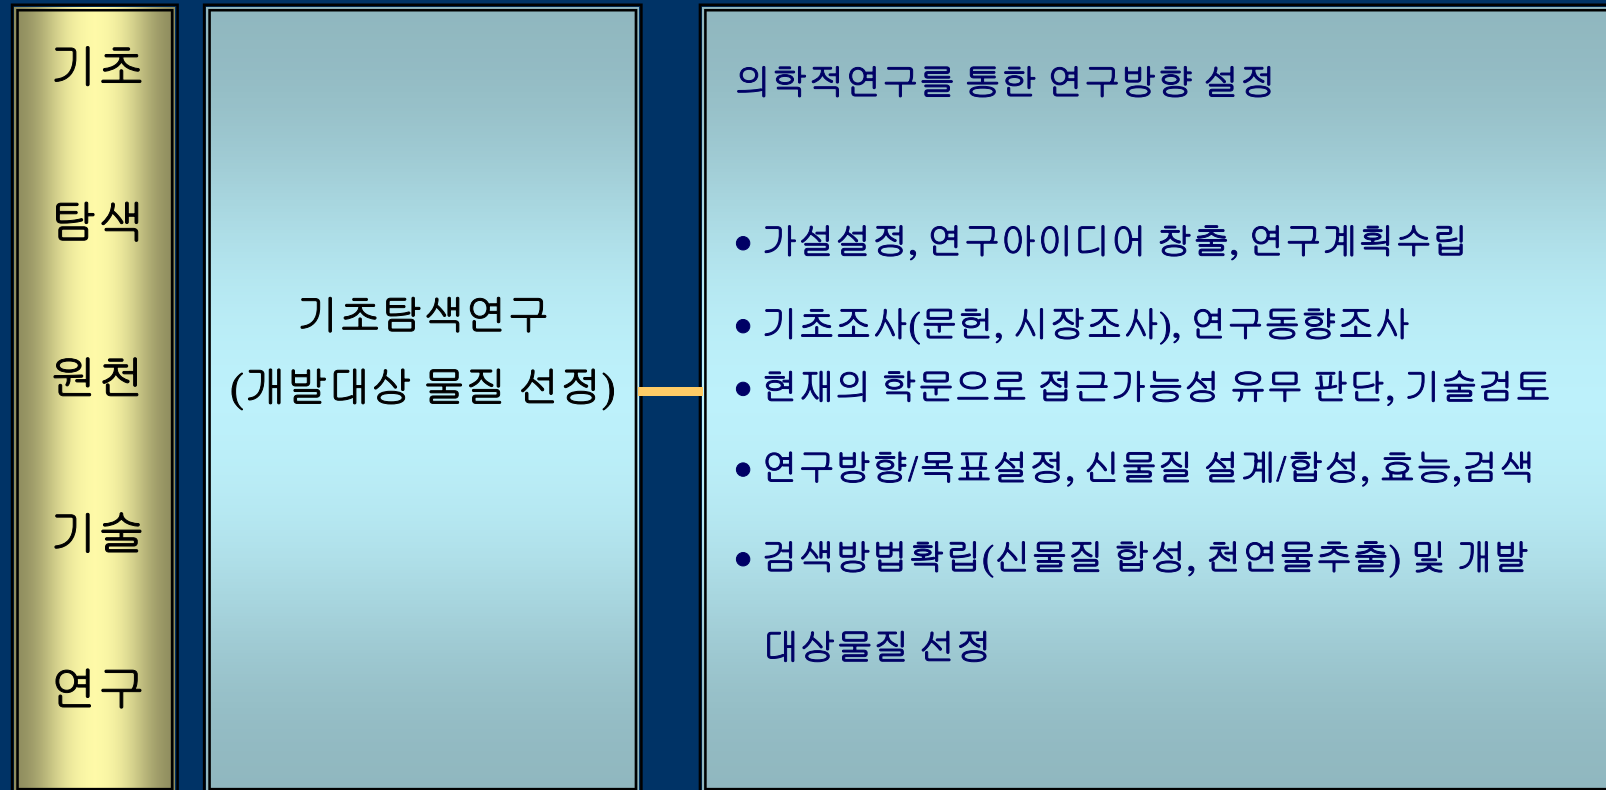 기초
탐색
원천
기술
연구
기초탐색연구
(개발대상 물질 선정)
의학적연구를 통한 연구방향 설정
● 가설설정, 연구아이디어 창출, 연구계획수립
● 기초조사(문헌, 시장조사), 연구동향조사
● 현재의 학문으로 접근가능성 유무 판단, 기술검토
● 연구방향/목표설정, 신물질 설계/합성, 효능,검색
● 검색방법확립(신물질 합성, 천연물추출) 및 개발
대상물질 선정